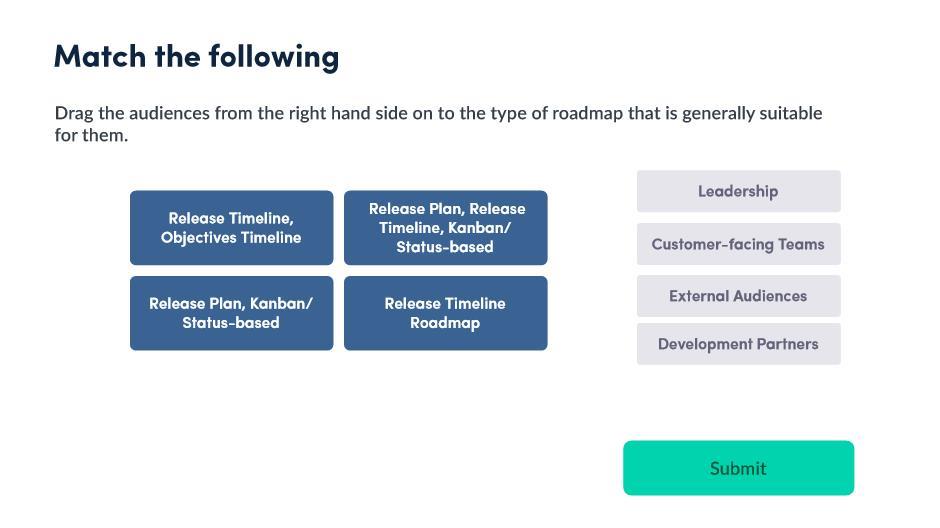 Match the following
Drag the audiences from the right hand side on to the type of roadmap that is generally suitable
for them.
Release Timeline,
Objectives Timeline
Release Plan, Release
Timeline, Kanban/
Status-based
Release Plan, Kanban/
Status-based
Release Timeline
Roadmap
Leadership
Customer-facing Teams
External Audiences
Development Partners
Submit